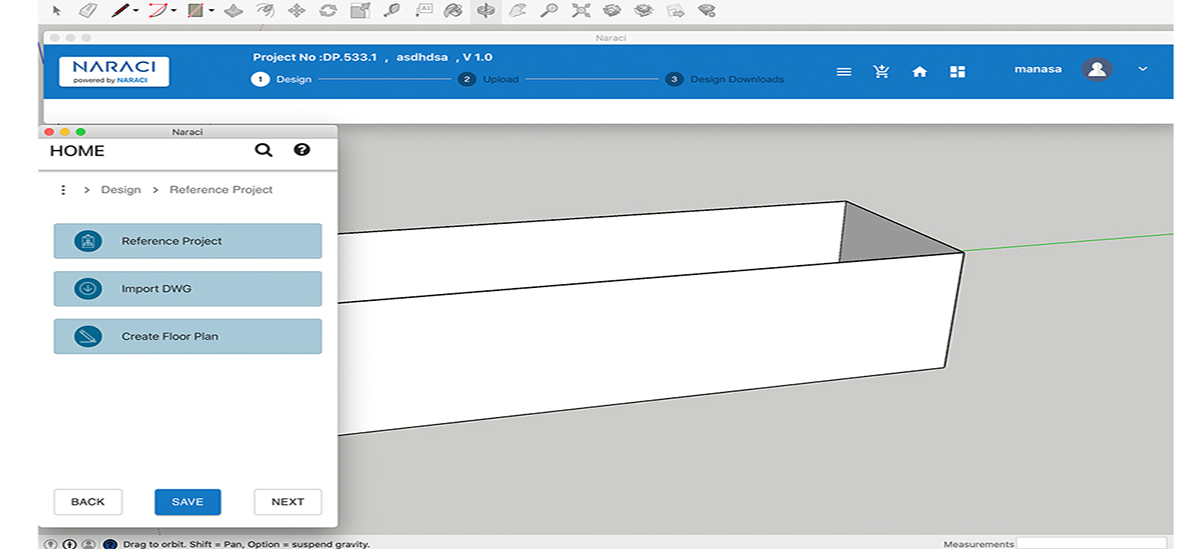 A1
Naraci
NARACI
powered by NARACI
Project No :DP.533.1 , asdhdsa , V 1.0
1 Design 2 Upload 3 Design Downloads
manasa
Naraci
HOME
Design > Reference Project
Reference Project
Import DWG
Create Floor Plan
BACK SAVE NEXT
Drag to orbit. Shift = Pan, Option = suspend gravity.
Measurements